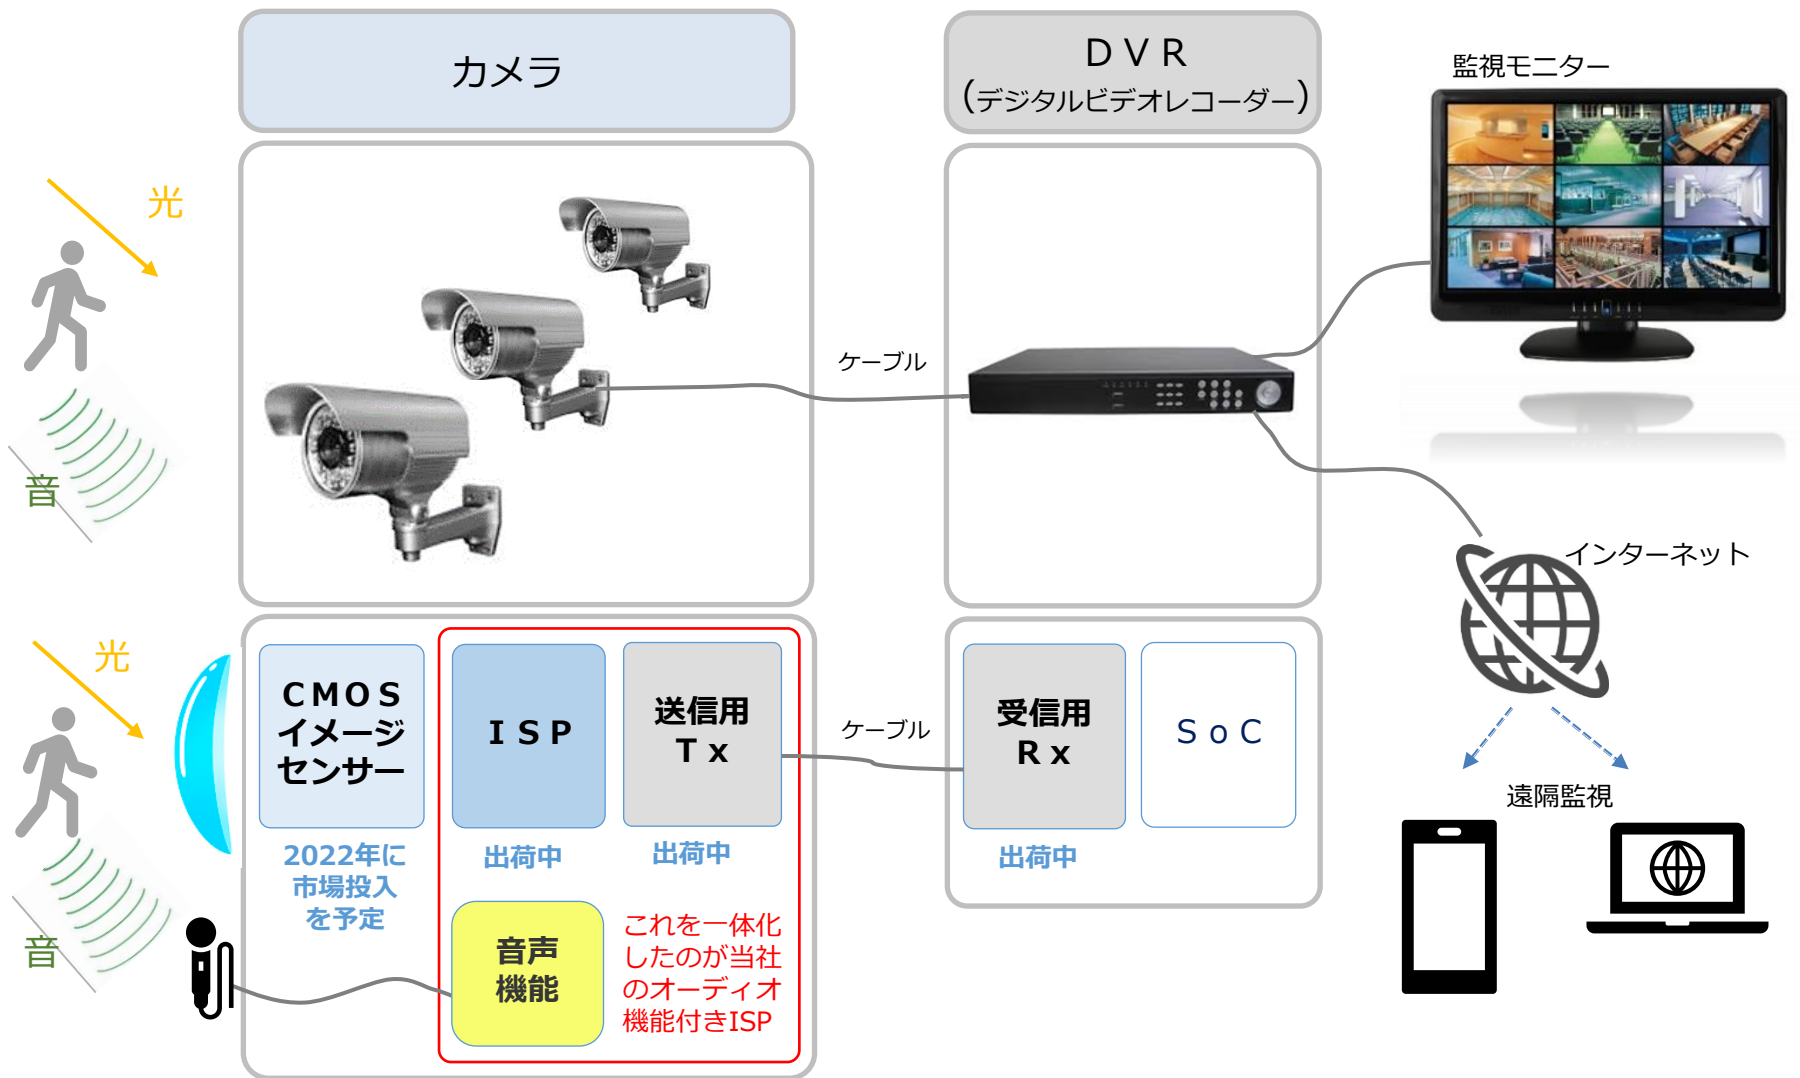 カメラ
DVR
(デジタルビデオレコーダー)
監視モニター
光
音
ケーブル
インターネット
光
音
CMOS
イメージ
センサー
2022年に
市場投入
を予定
ISP
出荷中
送信用
Tx
出荷中
音声
機能
これを一体化
したのが当社
のオーディオ
機能付きISP
ケーブル
受信用
Rx
出荷中
SoC
遠隔監視